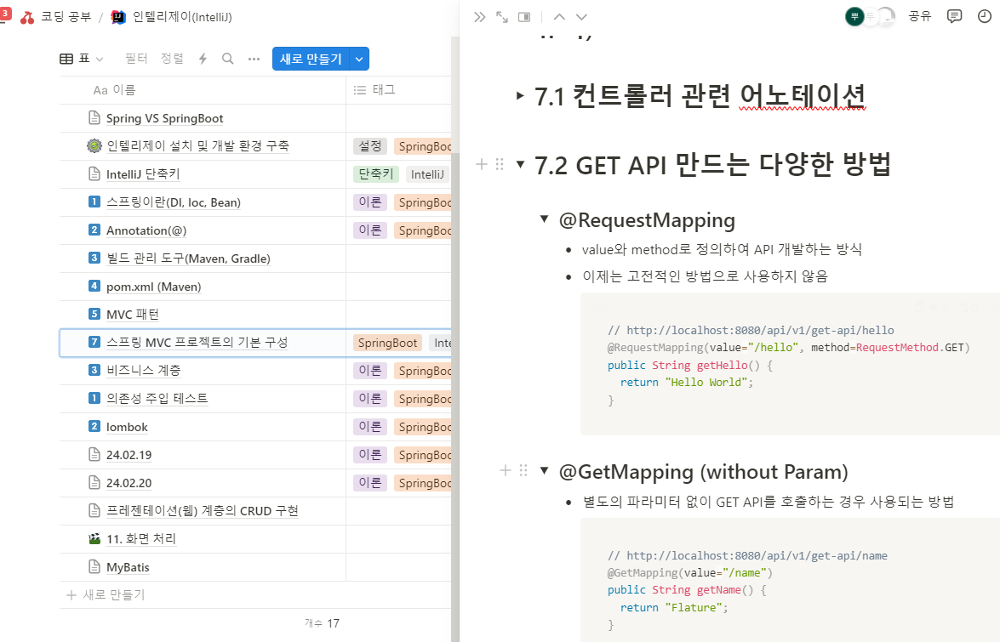 3
코딩 공부 / 인텔리제이(IntelliJ)
표
필터
정렬
새로 만들기
Aa 이름
태그
Spring VS SpringBoot
인텔리제이 설치 및 개발 환경 구축
설정
SpringBoo
IntelliJ 단축키
단축키
IntelliJ
1 스프링이란(DI, Ioc, Bean)
이론
SpringBoo
2 Annotation(@)
이론
SpringBoo
3 빌드 관리 도구(Maven, Gradle)
4 pom.xml (Maven)
5 MVC 패턴
7 스프링 MVC 프로젝트의 기본 구성
SpringBoot
Inte
3 비즈니스 계층
이론
SpringBoo
1 의존성 주입 테스트
이론
SpringBoo
2 lombok
이론
SpringBoo
24.02.19
이론
SpringBoo
24.02.20
이론
SpringBoo
프레젠테이션(웹) 계층의 CRUD 구현
11. 화면 처리
MyBatis
새로 만들기
개수 17
뿌
공유
7.1 컨트롤러 관련 어노테이션
7.2 GET API 만드는 다양한 방법
@RequestMapping
value와 method로 정의하여 API 개발하는 방식
이제는 고전적인 방법으로 사용하지 않음
// http://localhost:8080/api/v1/get-api/hello
@RequestMapping(value="/hello", method=RequestMethod.GET)
public String getHello() {
return "Hello World";
}
@GetMapping (without Param)
별도의 파라미터 없이 GET API를 호출하는 경우 사용되는 방법
// http://localhost:8080/api/v1/get-api/name
@GetMapping(value="/name")
public String getName() {
return "Flature";
}